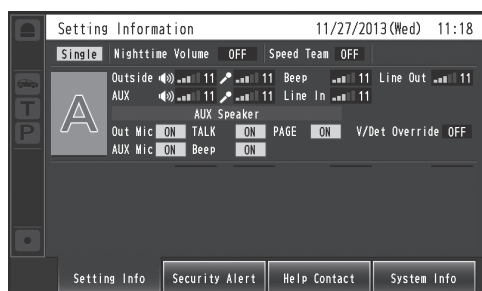 Setting Information 11/27/2013(Wed) 11:18
Single Nighttime Volume OFF Speed Team OFF
Outside 11 11 Beep 11 Line Out 11
AUX 11 11 Line In 11
A
AUX Speaker
Out Mic ON TALK ON PAGE ON V/Det Override OFF
AUX Mic ON Beep ON
T
P
Setting Info Security Alert Help Contact System Info